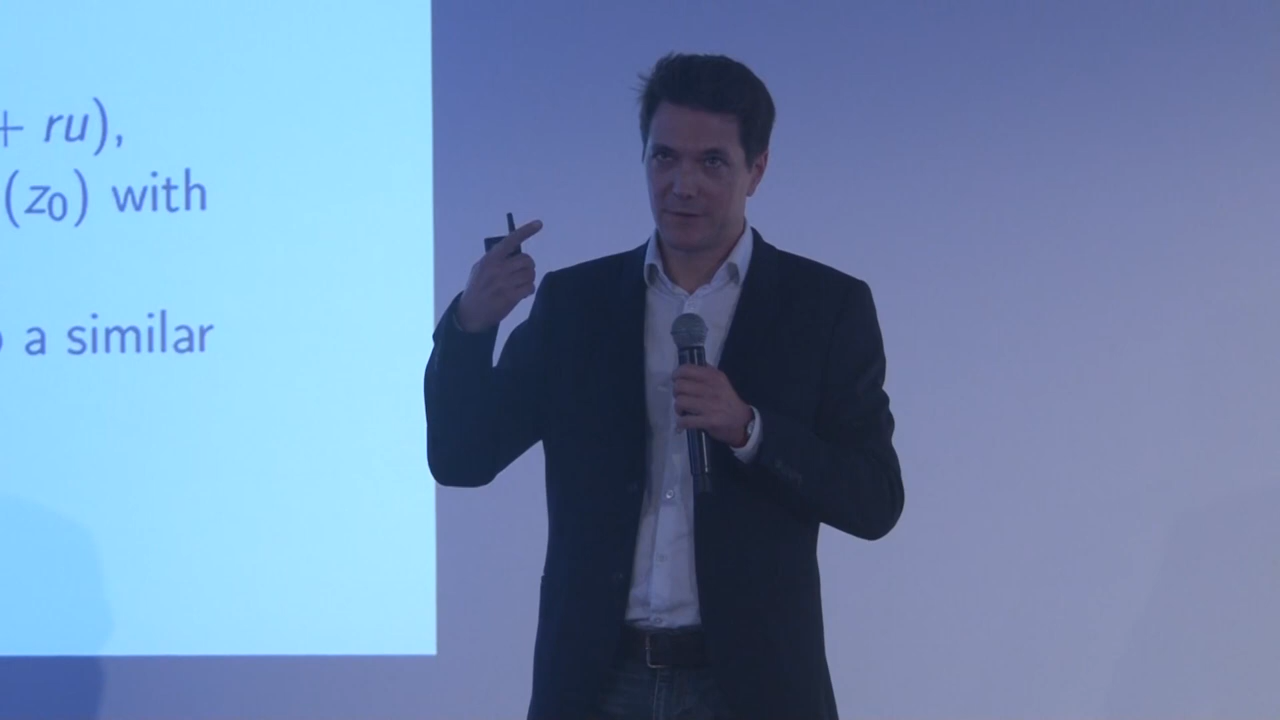 + ru),
(z₀) with
a similar